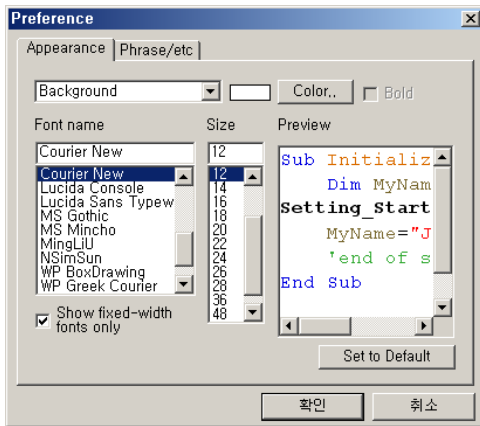 Preference
Appearance Phrase/etc
Background Color.. Bold
Font name Size Preview
Courier New 12
Courier New
Lucida Console
Lucida Sans Typew
MS Gothic
MS Mincho
MingLiU
NSimSun
WP BoxDrawing
WP Greek Courier
12
14
16
18
20
22
24
26
28
36
48
Sub Initializ
Dim MyNam
Setting_Start
MyName="J
'end of s
End Sub
Show fixed-width
fonts only
Set to Default
확인 취소